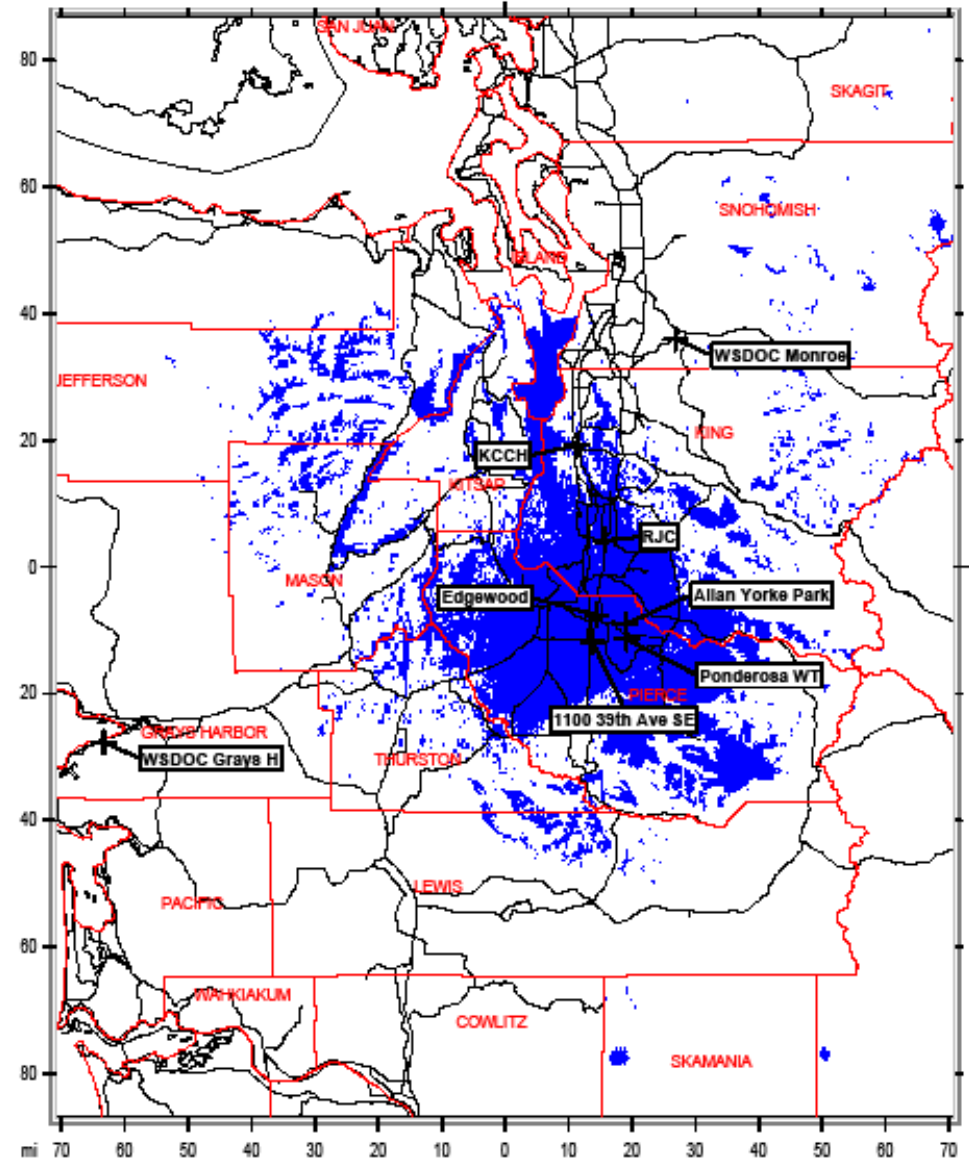 SAN JUAN
80
SKAGIT
60
SNOHOMISH
ISLAND
40
WSDOC Monroe
JEFFERSON
20
KING
KCCH
KITSAP
RJC
0
MASON
Edgewood
Allan Yorke Park
Ponderosa WT
PIERCE
20
1100 39th Ave SE
GRAYS HARBOR
WSDOC Grays H
THURSTON
40
LEWIS
PACIFIC
60
WAHKIAKUM
COWLITZ
SKAMANIA
80
mi 70 60 50 40 30 20 10 0 10 20 30 40 50 60 70